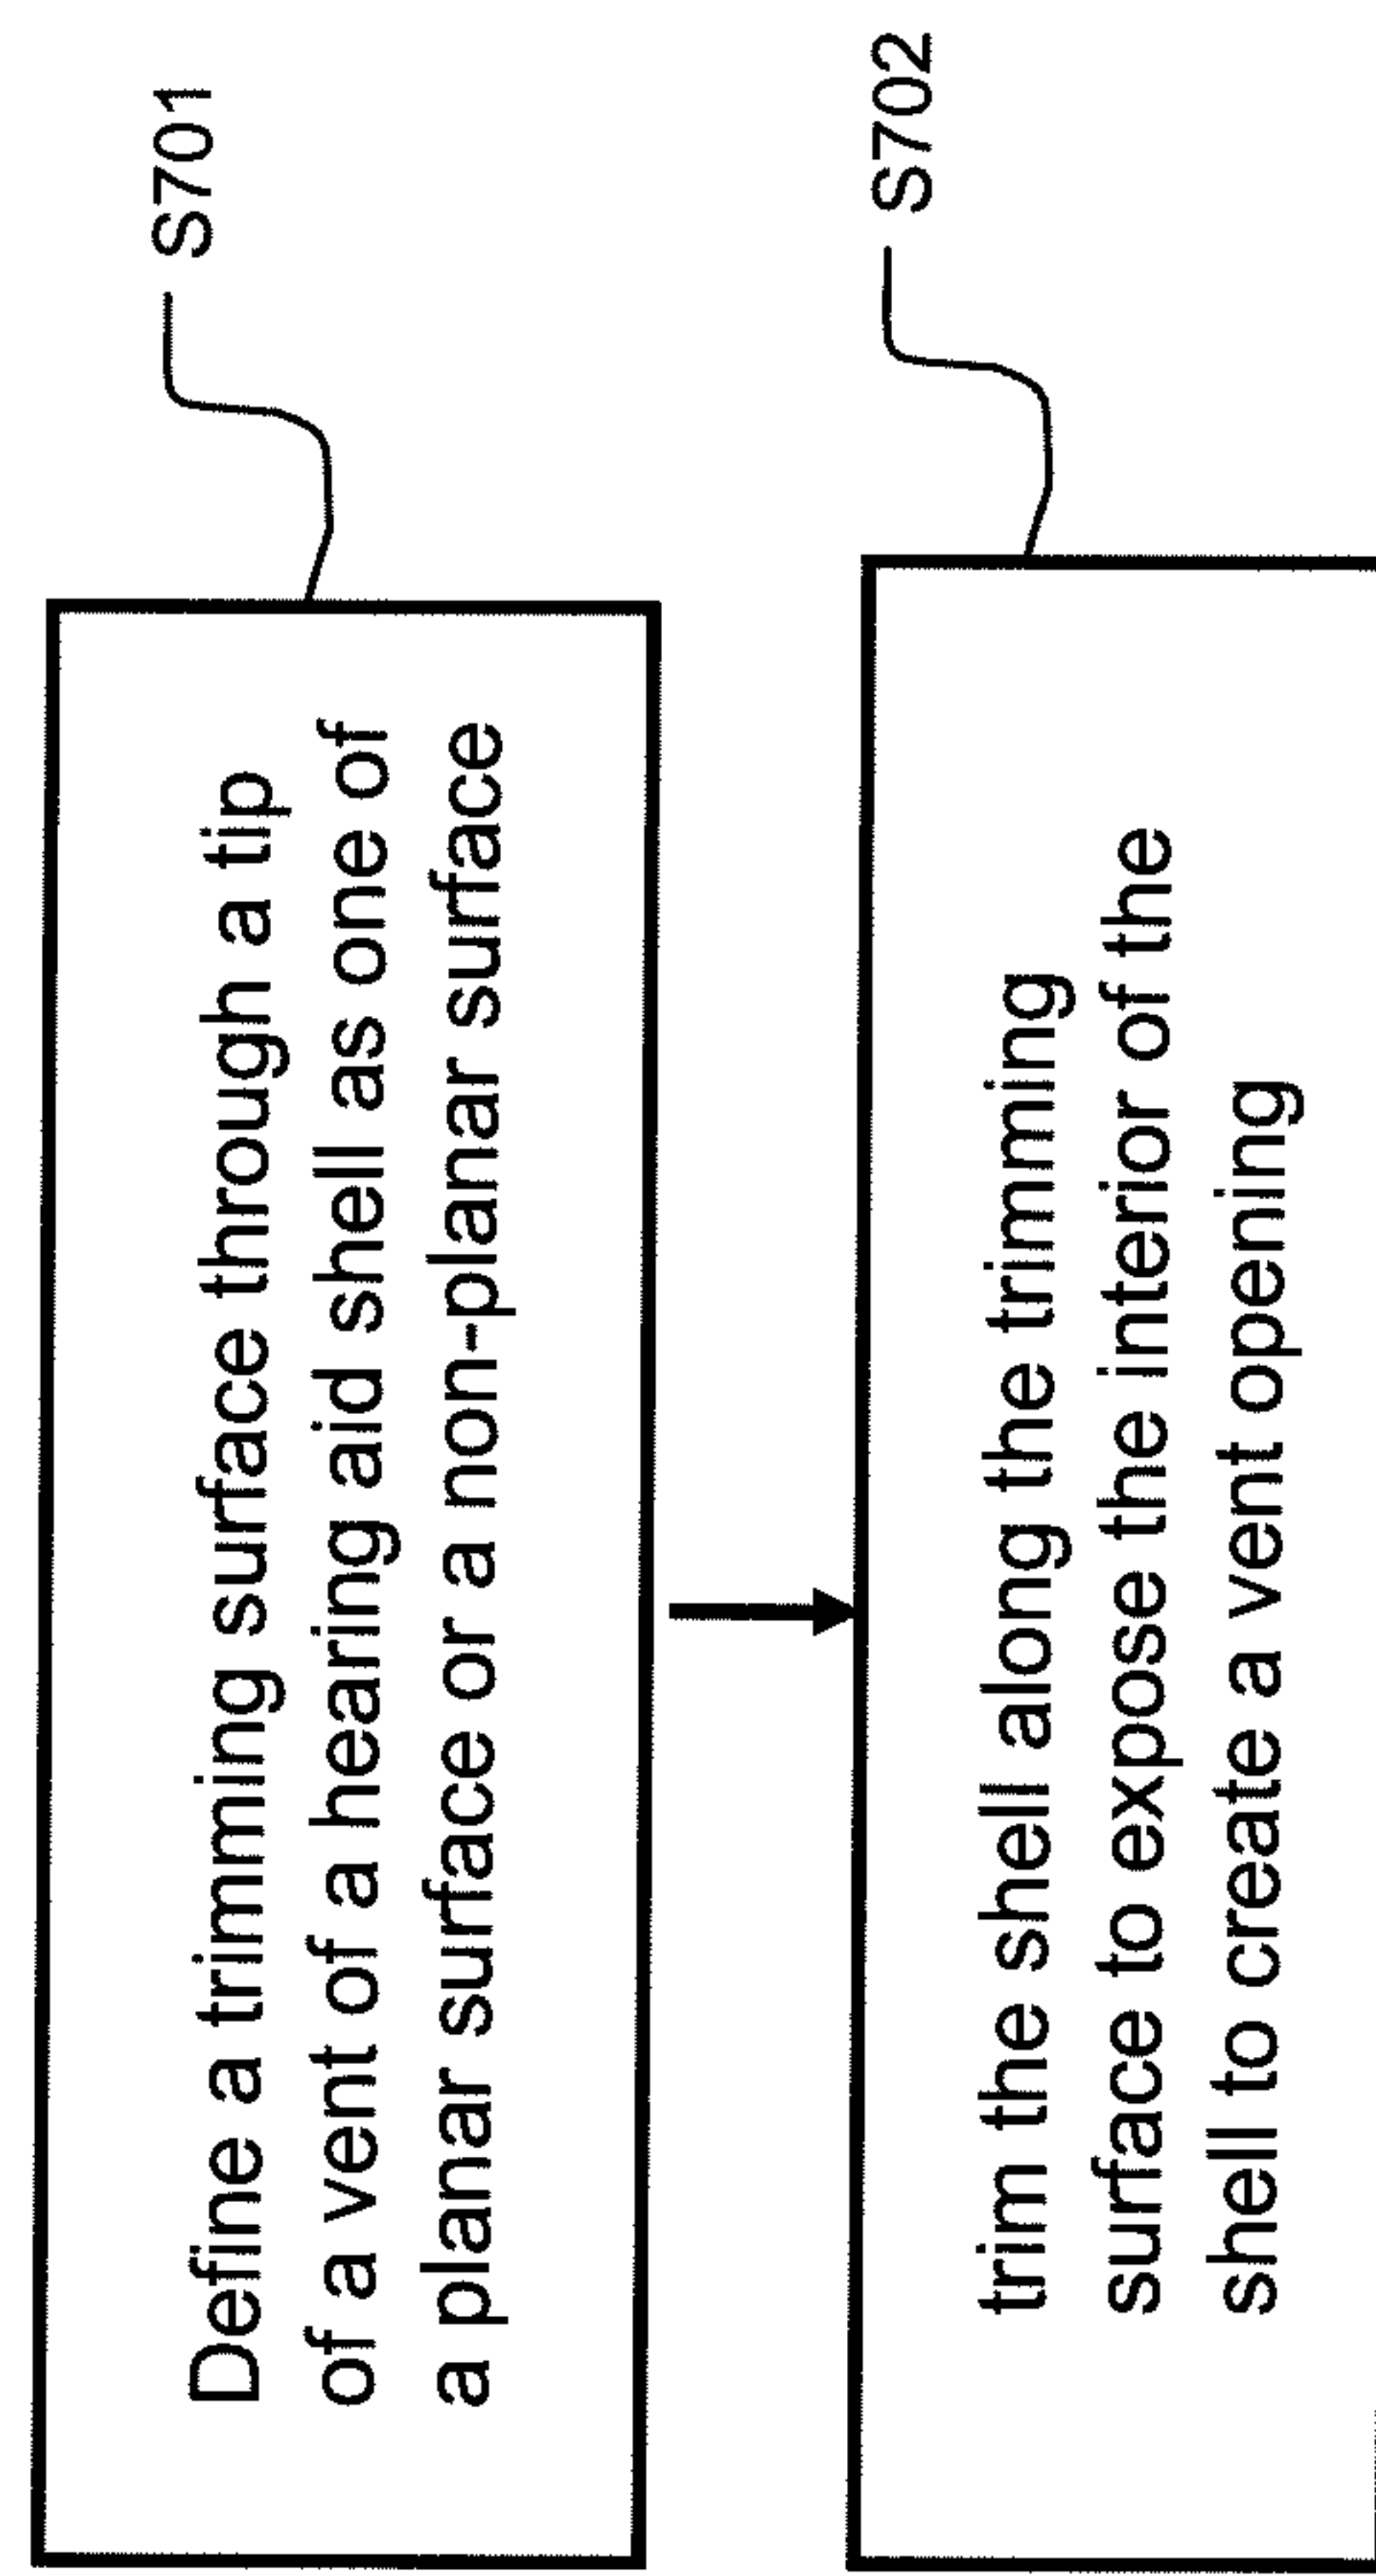 Define a trimming surface through a tip
of a vent of a hearing aid shell as one of
a planar surface or a non-planar surface
S701
trim the shell along the trimming
surface to expose the interior of the
shell to create a vent opening
S702